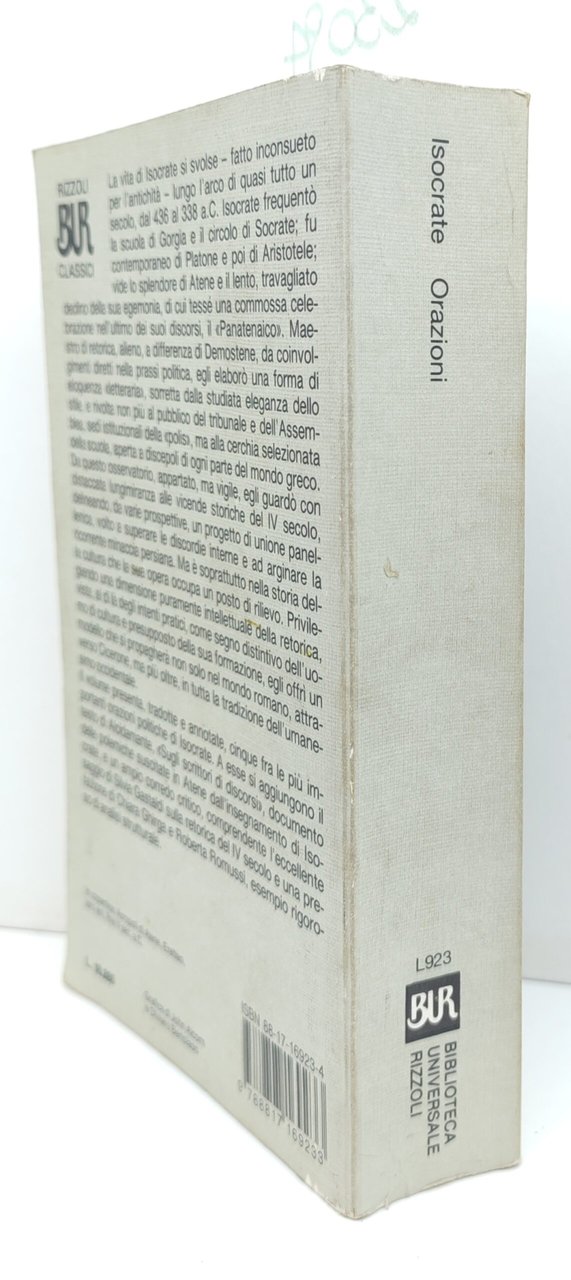 RIZZOLI
BUR
CLASSICI
La vita di Isocrate si svolse – fatto inconsueto
per l'antichità – lungo l'arco di quasi tutto un
secolo, dal 436 al 338 a.C. Isocrate frequentò
la scuola di Gorgia e il circolo di Socrate; fu
contemporaneo di Platone e poi di Aristotele;
vide lo splendore di Atene e il lento, travagliato
declino della sua egemonia, di cui tessé una commossa cele-
brazione nell'ultimo dei suoi discorsi, il «Panatenaico». Mae-
stro di retorica, alieno, a differenza di Demostene, da coinvol-
gimenti diretti nella prassi politica, egli elaborò una forma di
eloquenza «letteraria», sorretta dalla studiata eleganza dello
stile, e rivolta non più al pubblico del tribunale e dell'Assem-
blea, sedi istituzionali della «polis», ma alla cerchia selezionata
della scuola, aperta a discepoli di ogni parte del mondo greco.
Da questo osservatorio, appartato, ma vigile, egli guardò con
distaccata lungimiranza alle vicende storiche del IV secolo,
delineando, da varie prospettive, un progetto di unione panel-
lenica, volto a superare le discordie interne e ad arginare la
ricorrente minaccia persiana. Ma è soprattutto nella storia del-
la cultura che la sua opera occupa un posto di rilievo. Privile-
giando una dimensione puramente intellettuale della retorica,
vista, al di là degli intenti pratici, come segno distintivo dell'uo-
mo di cultura e presupposto della sua formazione, egli offrì un
modello che si propagherà non solo nel mondo romano, attra-
verso Cicerone, ma più oltre, in tutta la tradizione dell'umane-
simo occidentale.
Il volume presenta, tradotte e annotate, cinque fra le più im-
portanti orazioni politiche di Isocrate. A esse si aggiungono il
testo di Alcidamante, «Sugli scrittori di discorsi», documento
delle polemiche suscitate in Atene dall'insegnamento di Iso-
crate, e un ampio corredo critico, comprendente l'eccellente
saggio di Silvia Gastaldi sulla retorica del IV secolo e una pre-
fazione di Chiara Ghirga e Roberta Romussi, esempio rigoro-
so di analisi strutturale.
ISBN 88-17-16923-4
9 788817 169233
Isocrate Orazioni
L923
BUR
BIBLIOTECA
UNIVERSALE
RIZZOLI